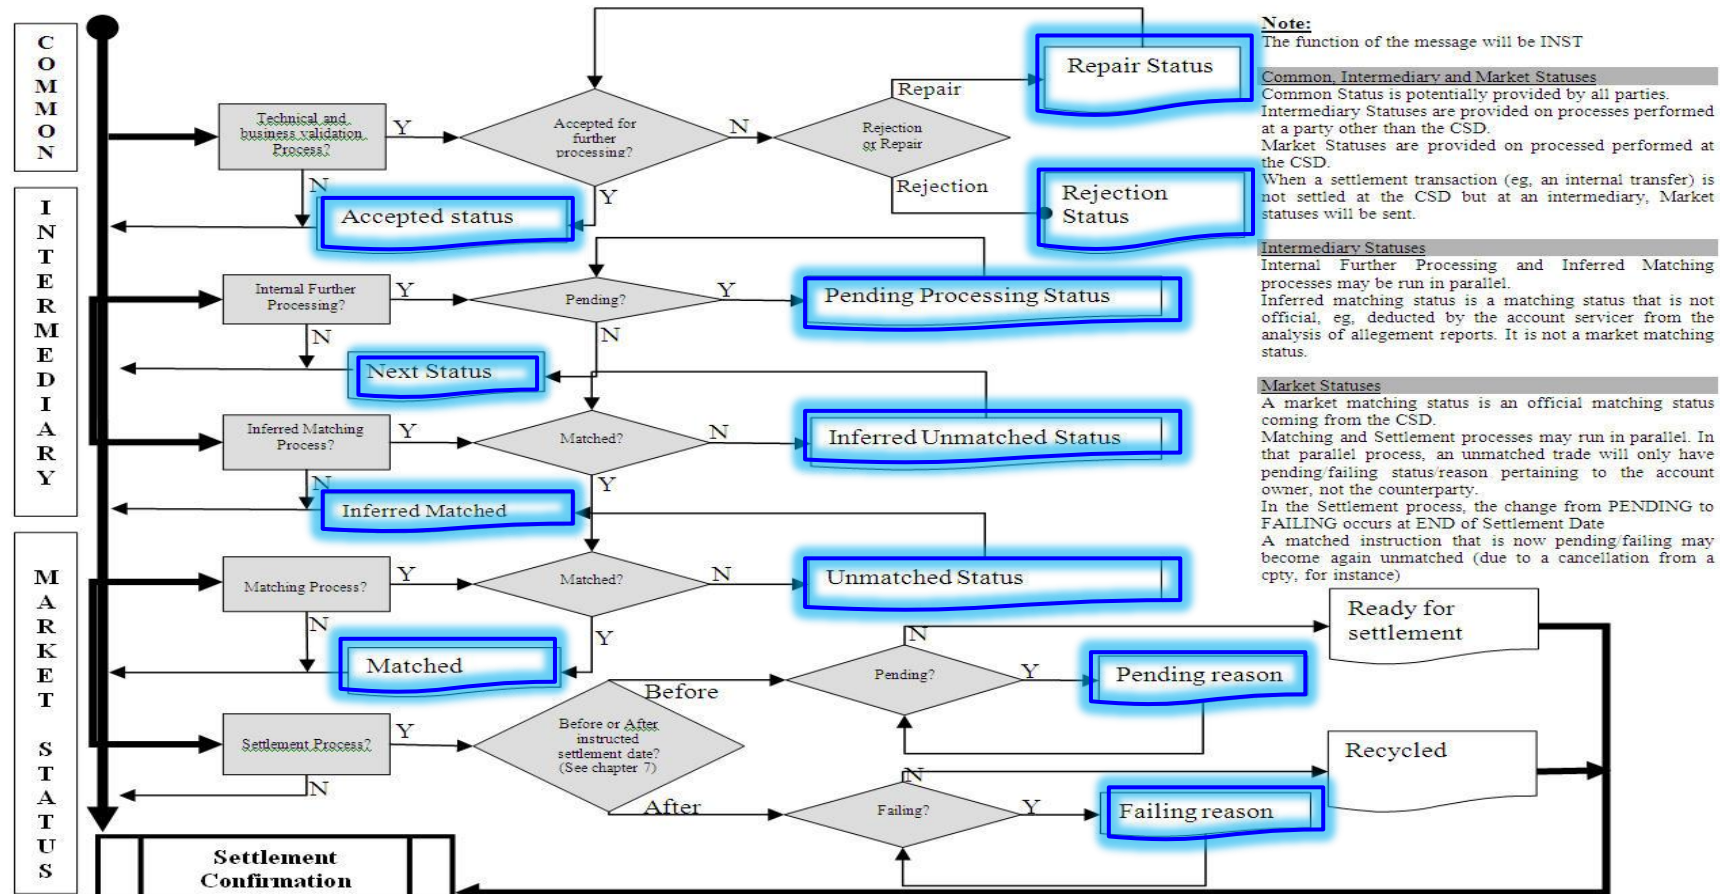 COMMON
INTERMEDIARY
MARKET STATUS
Technical and
business validation
Process?
Y
N
Accepted for
further
processing?
N
Y
Rejection
or Repair
Repair
Rejection
Repair Status
Rejection
Status
Accepted status
Internal Further
Processing?
Y
N
Pending?
Y
N
Pending Processing Status
Next Status
Inferred Matching
Process?
Y
N
Matched?
N
Y
Inferred Unmatched Status
Inferred Matched
Matching Process?
Y
N
Matched?
N
Y
Unmatched Status
Matched
Settlement Process?
Y
N
Before or After
instructed
settlement date?
(See chapter 7)
Before
After
Pending?
N
Y
Pending reason
Ready for
settlement
Failing?
N
Y
Failing reason
Recycled
Settlement
Confirmation
Note:
The function of the message will be INST
Common, Intermediary and Market Statuses
Common Status is potentially provided by all parties.
Intermediary Statuses are provided on processes performed
at a party other than the CSD.
Market Statuses are provided on processed performed at
the CSD.
When a settlement transaction (eg, an internal transfer) is
not settled at the CSD but at an intermediary, Market
statuses will be sent.
Intermediary Statuses
Internal Further Processing and Inferred Matching
processes may be run in parallel.
Inferred matching status is a matching status that is not
official, eg, deducted by the account servicer from the
analysis of allegement reports. It is not a market matching
status.
Market Statuses
A market matching status is an official matching status
coming from the CSD.
Matching and Settlement processes may run in parallel. In
that parallel process, an unmatched trade will only have
pending/failing status/reason pertaining to the account
owner, not the counterparty.
In the Settlement process, the change from PENDING to
FAILING occurs at END of Settlement Date
A matched instruction that is now pending/failing may
become again unmatched (due to a cancellation from a
cpty, for instance)